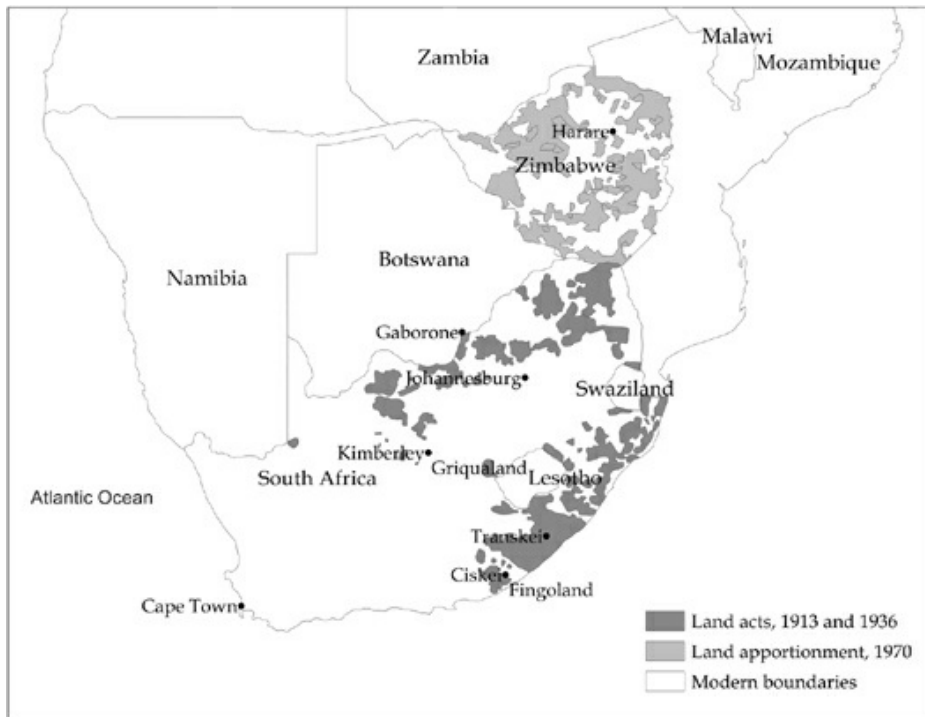 Malawi
Zambia
Mozambique
Harare
Zimbabwe
Botswana
Namibia
Gaborone
Johannesburg
Swaziland
Kimberley
Griqualand
South Africa
Lesotho
Atlantic Ocean
Transkei
Cisker
Fingoland
Cape Town
Land acts, 1913 and 1936
Land apportionment, 1970
Modern boundaries